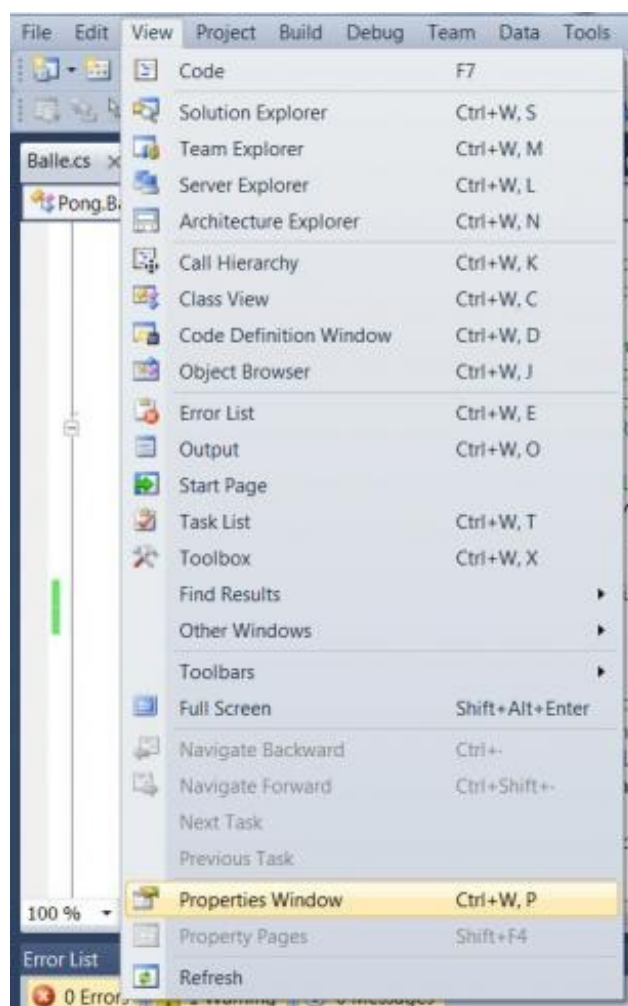 File Edit View Project Build Debug Team Data Tools
Code F7
Solution Explorer Ctrl+W, S
Team Explorer Ctrl+W, M
Balle.cs
Server Explorer Ctrl+W, L
Pong.Ba
Architecture Explorer Ctrl+W, N
Call Hierarchy Ctrl+W, K
Class View Ctrl+W, C
Code Definition Window Ctrl+W, D
Object Browser Ctrl+W, J
Error List Ctrl+W, E
Output Ctrl+W, O
Start Page
Task List Ctrl+W, T
Toolbox Ctrl+W, X
Find Results
Other Windows
Toolbars
Full Screen Shift+Alt+Enter
Navigate Backward Ctrl+-
Navigate Forward Ctrl+Shift+-
Next Task
Previous Task
Properties Window Ctrl+W, P
100 %
Property Pages Shift+F4
Error List
Refresh
0 Errors